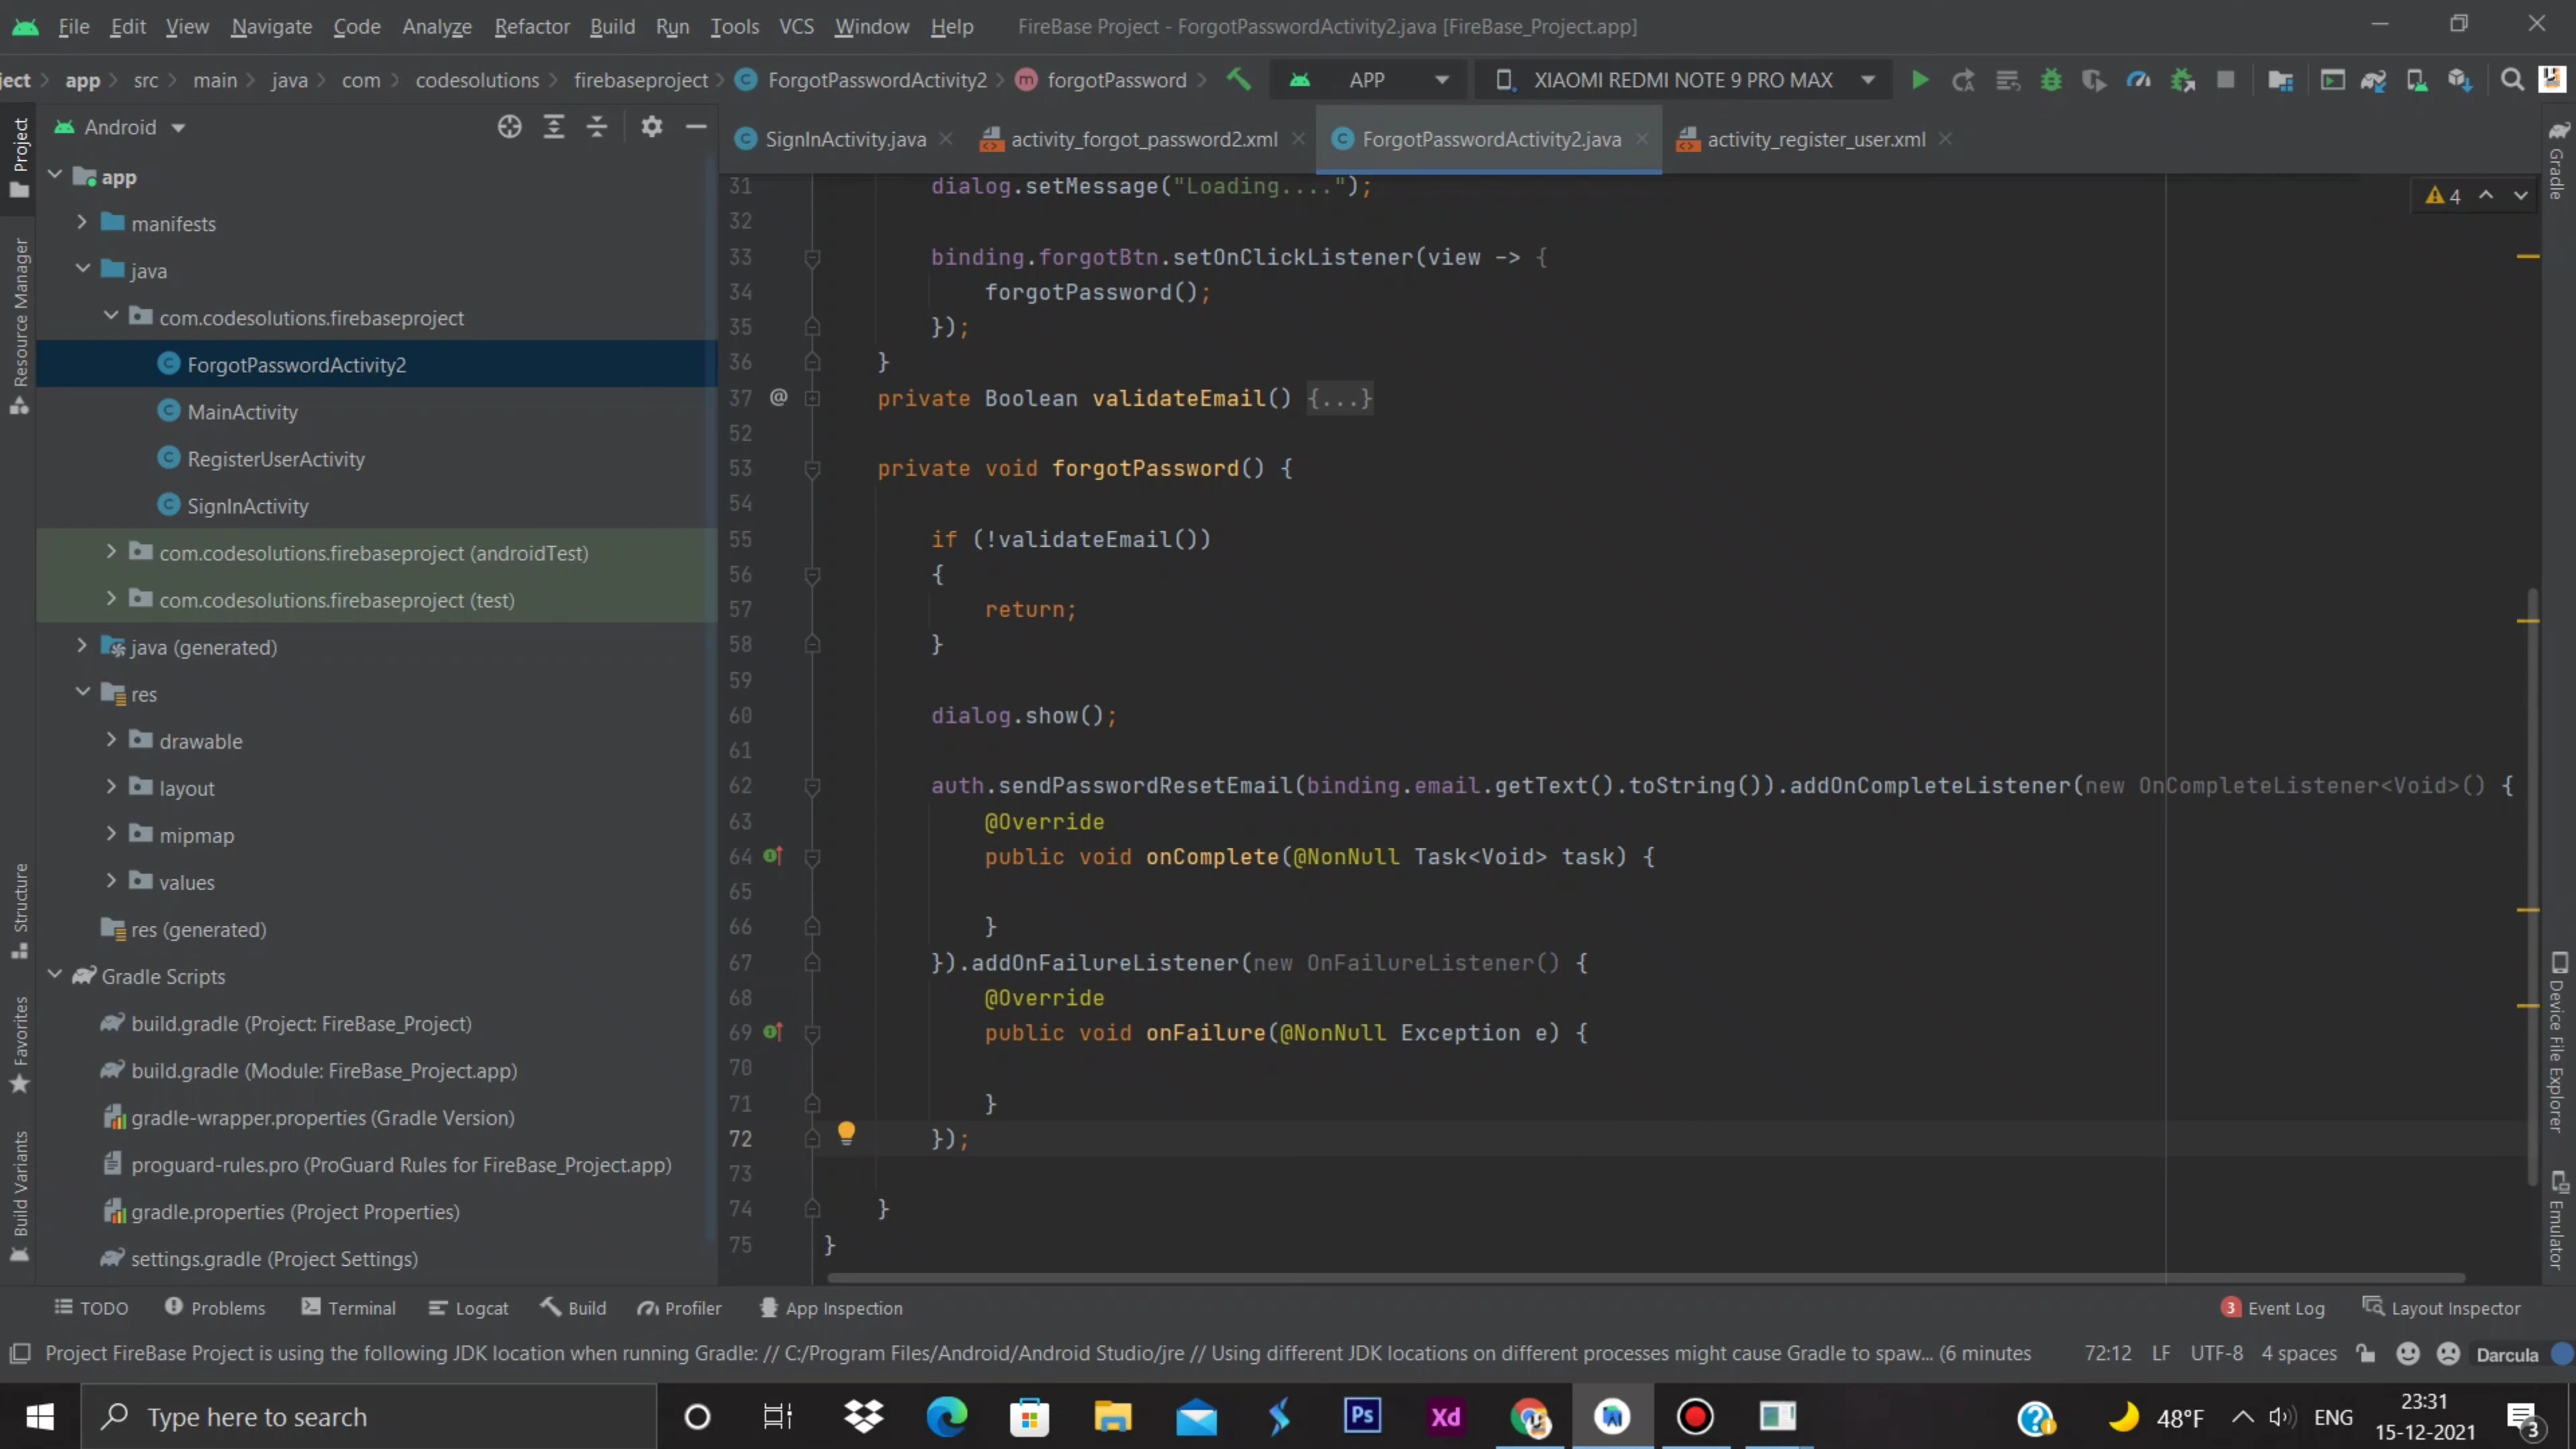 File Edit View Navigate Code Analyze Refactor Build Run Tools VCS Window Help FireBase Project - ForgotPasswordActivity2.java [FireBase_Project.app]
ject app src main java com codesolutions firebaseproject ForgotPasswordActivity2 forgotPassword APP XIAOMI REDMI NOTE 9 PRO MAX
Android
SignInActivity.java activity_forgot_password2.xml ForgotPasswordActivity2.java activity_register_user.xml
app
manifests
java
com.codesolutions.firebaseproject
ForgotPasswordActivity2
MainActivity
RegisterUserActivity
SignInActivity
com.codesolutions.firebaseproject (androidTest)
com.codesolutions.firebaseproject (test)
java (generated)
res
drawable
layout
mipmap
values
res (generated)
Gradle Scripts
build.gradle (Project: FireBase_Project)
build.gradle (Module: FireBase_Project.app)
gradle-wrapper.properties (Gradle Version)
proguard-rules.pro (ProGuard Rules for FireBase_Project.app)
gradle.properties (Project Properties)
settings.gradle (Project Settings)
Project
Resource Manager
Structure
Favorites
Build Variants
31 dialog.setMessage("Loading....");
32
33 binding.forgotBtn.setOnClickListener(view -> {
34 forgotPassword();
35 });
36 }
37 @ private Boolean validateEmail() {...}
52
53 private void forgotPassword() {
54
55 if (!validateEmail())
56 {
57 return;
58 }
59
60 dialog.show();
61
62 auth.sendPasswordResetEmail(binding.email.getText().toString()).addOnCompleteListener(new OnCompleteListener<Void>() {
63 @Override
64 public void onComplete(@NonNull Task<Void> task) {
65
66 }
67 }).addOnFailureListener(new OnFailureListener() {
68 @Override
69 public void onFailure(@NonNull Exception e) {
70
71 }
72 });
73
74 }
75 }
4
Gradle
Device File Explorer
Emulator
TODO Problems Terminal Logcat Build Profiler App Inspection 3 Event Log Layout Inspector
Project FireBase Project is using the following JDK location when running Gradle: // C:/Program Files/Android/Android Studio/jre // Using different JDK locations on different processes might cause Gradle to spaw... (6 minutes 72:12 LF UTF-8 4 spaces Darcula
Type here to search Ps Xd 48°F ENG 23:31
15-12-2021 3